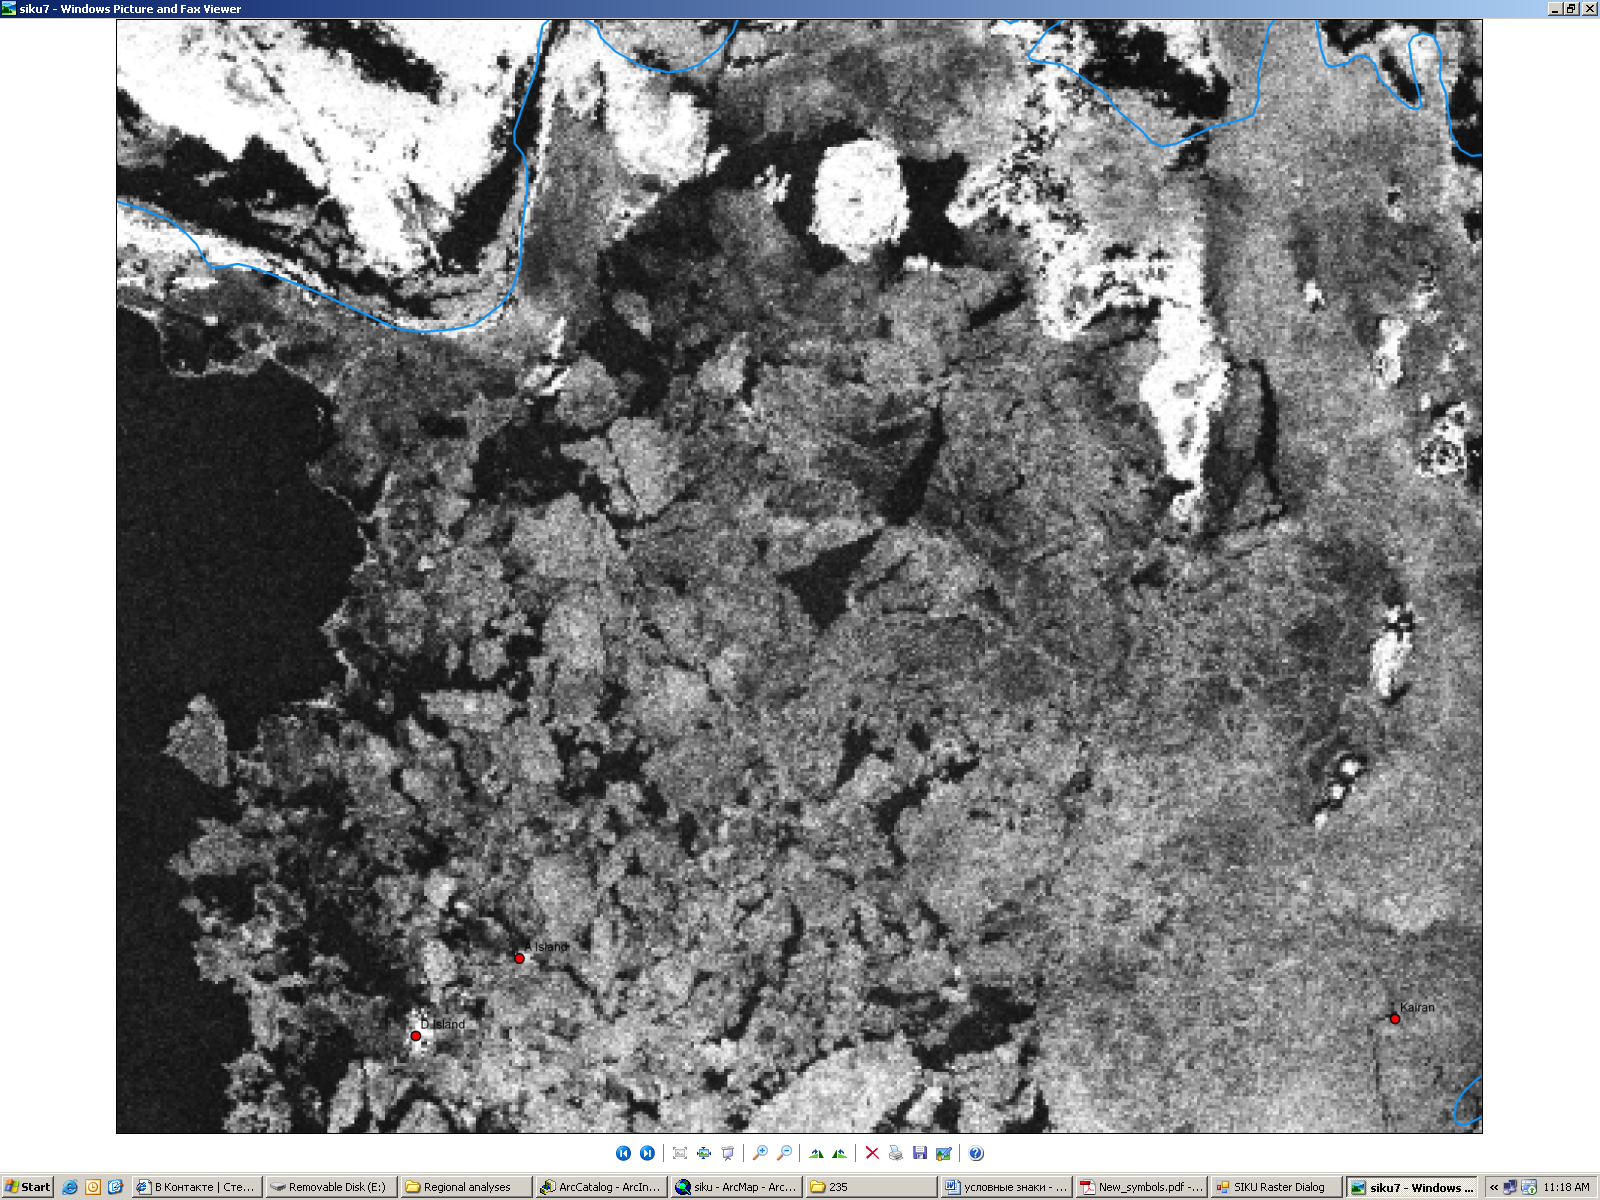 siku7 - Windows Picture and Fax Viewer
A Island
D Island
Kairan
Start
В Контакте | Сте...
Removable Disk (E:)
Regional analyses
ArcCatalog - ArcIn...
siku - ArcMap - Arc...
235
условные знаки - ...
New_symbols.pdf -...
SIKU Raster Dialog
siku7 - Windows ...
«
11:18 AM